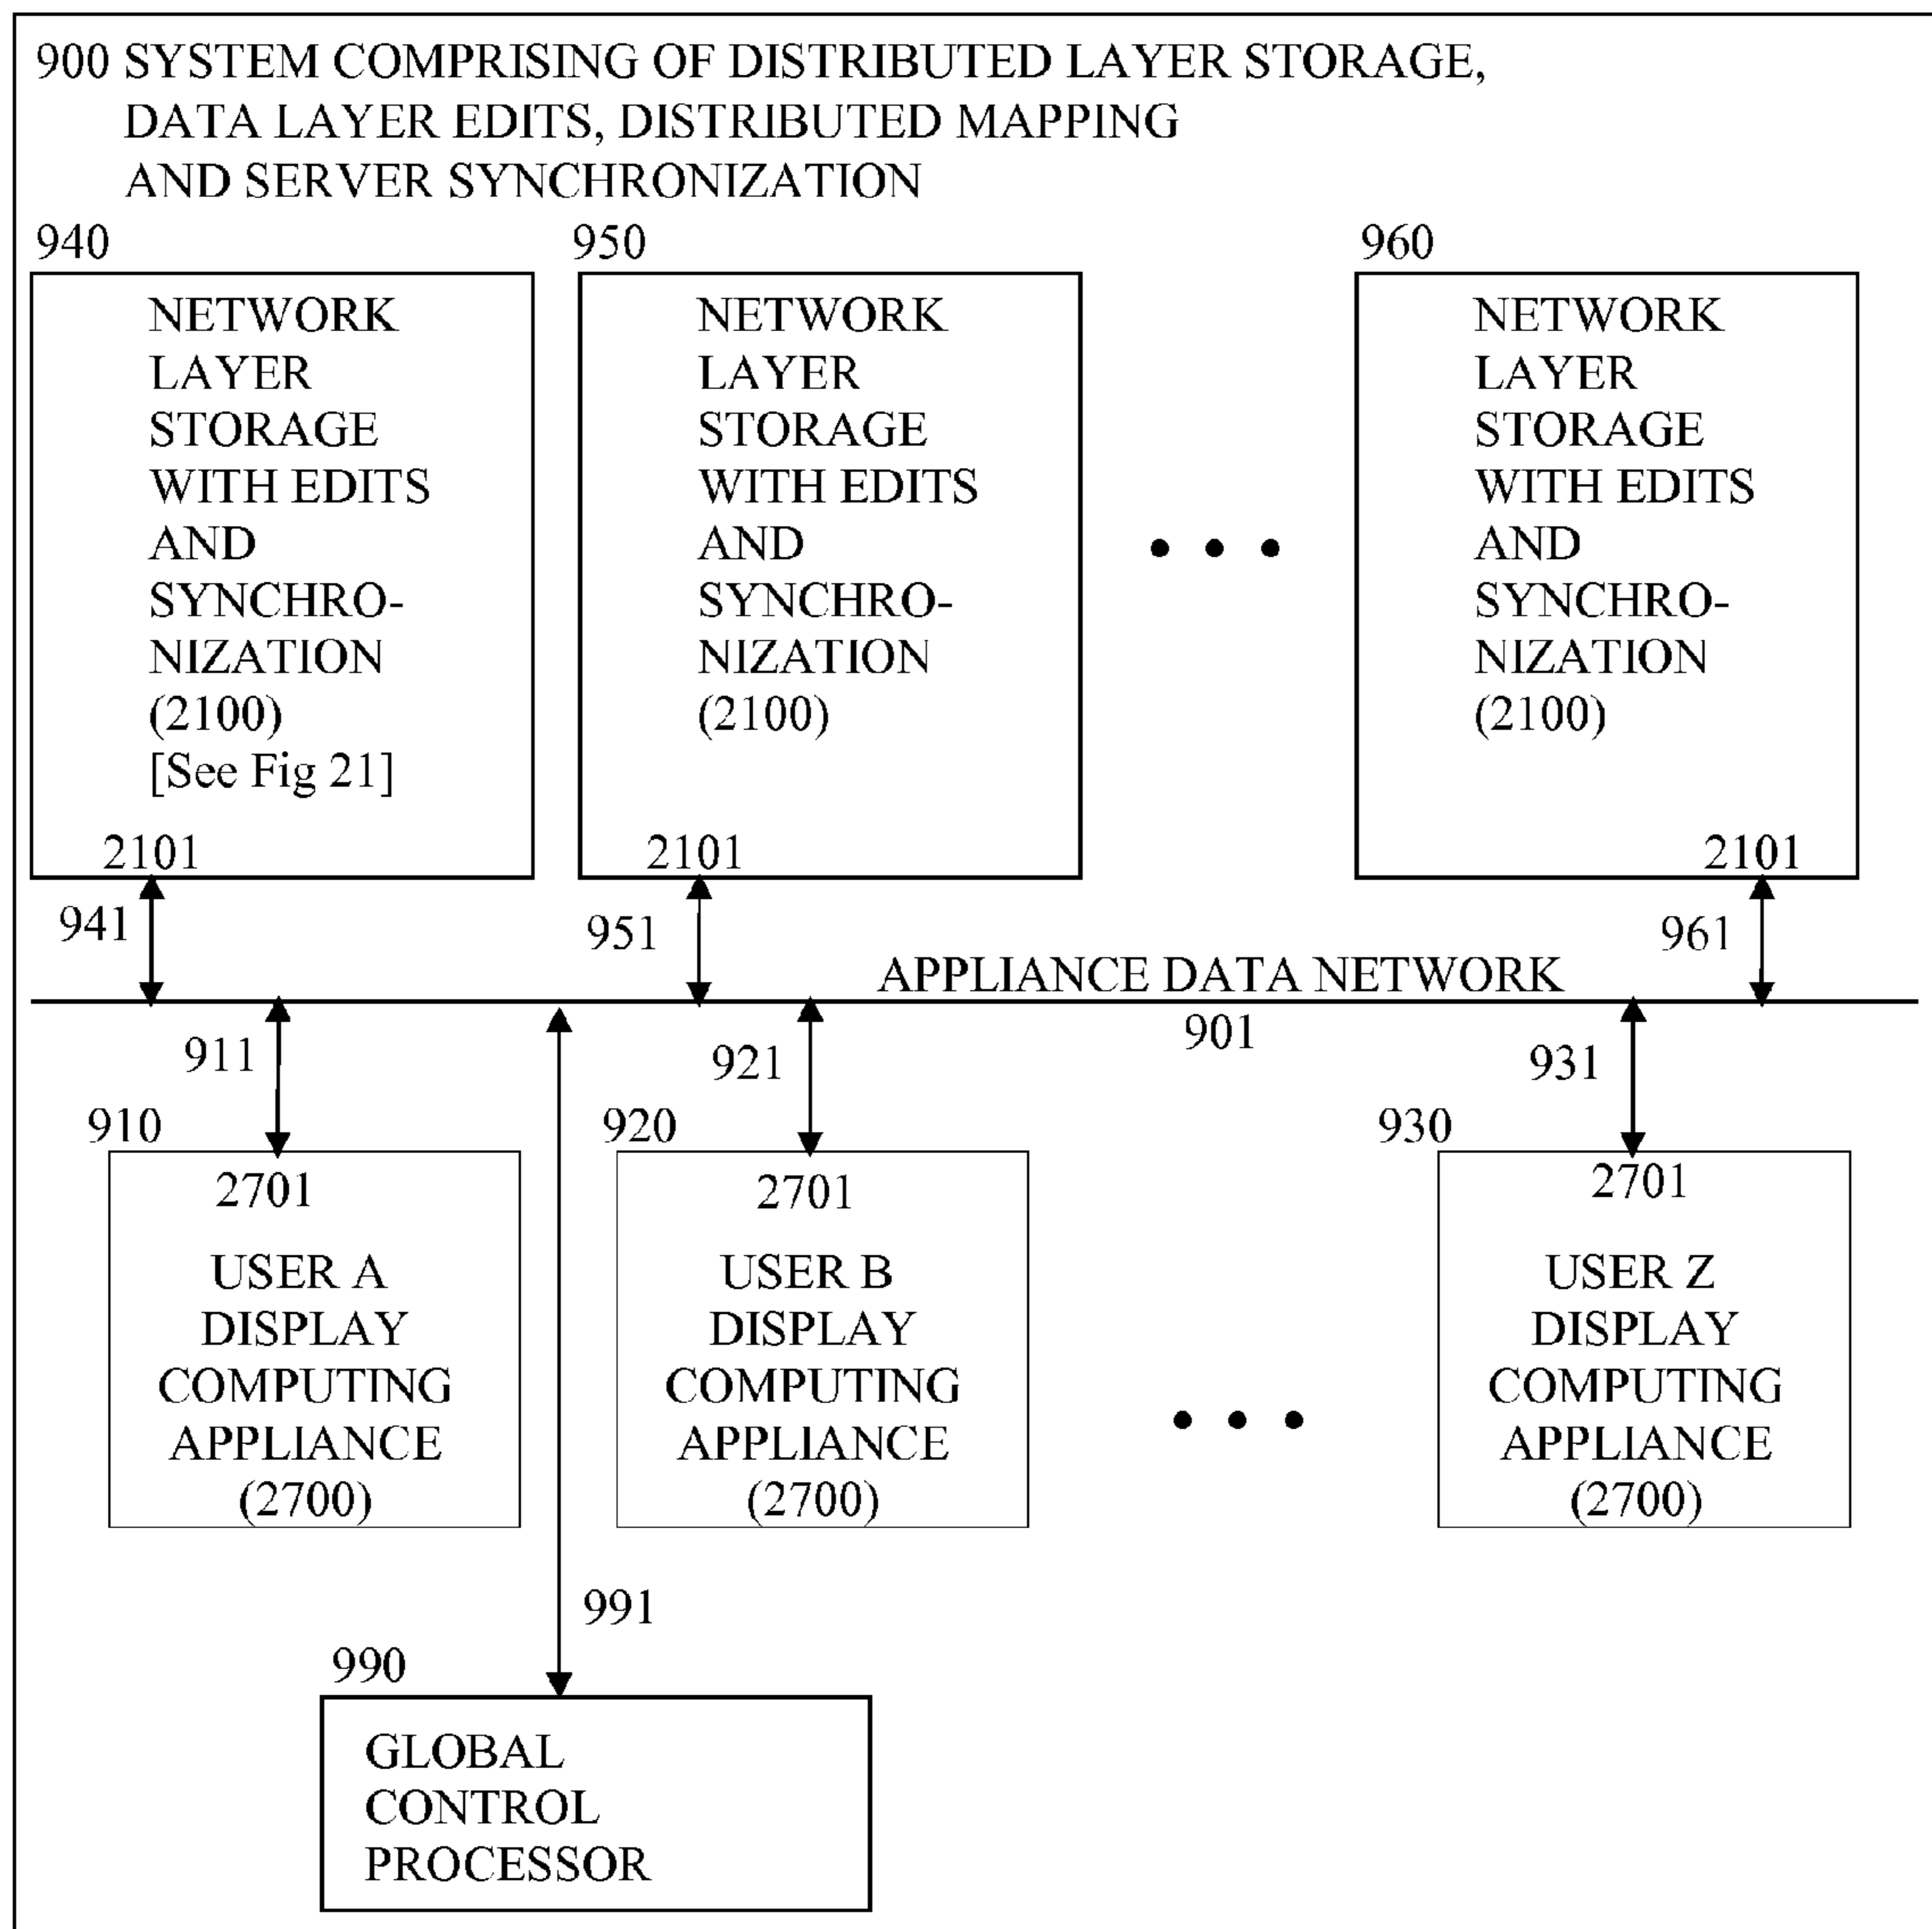 900 SYSTEM COMPRISING OF DISTRIBUTED LAYER STORAGE,
DATA LAYER EDITS, DISTRIBUTED MAPPING
AND SERVER SYNCHRONIZATION
940
NETWORK
LAYER
STORAGE
WITH EDITS
AND
SYNCHRO-
NIZATION
(2100)
[See Fig 21]
2101
950
NETWORK
LAYER
STORAGE
WITH EDITS
AND
SYNCHRO-
NIZATION
(2100)
2101
• • •
960
NETWORK
LAYER
STORAGE
WITH EDITS
AND
SYNCHRO-
NIZATION
(2100)
2101
941
951
961
APPLIANCE DATA NETWORK
901
911
921
931
910
2701
USER A
DISPLAY
COMPUTING
APPLIANCE
(2700)
920
2701
USER B
DISPLAY
COMPUTING
APPLIANCE
(2700)
• • •
930
2701
USER Z
DISPLAY
COMPUTING
APPLIANCE
(2700)
991
990
GLOBAL
CONTROL
PROCESSOR